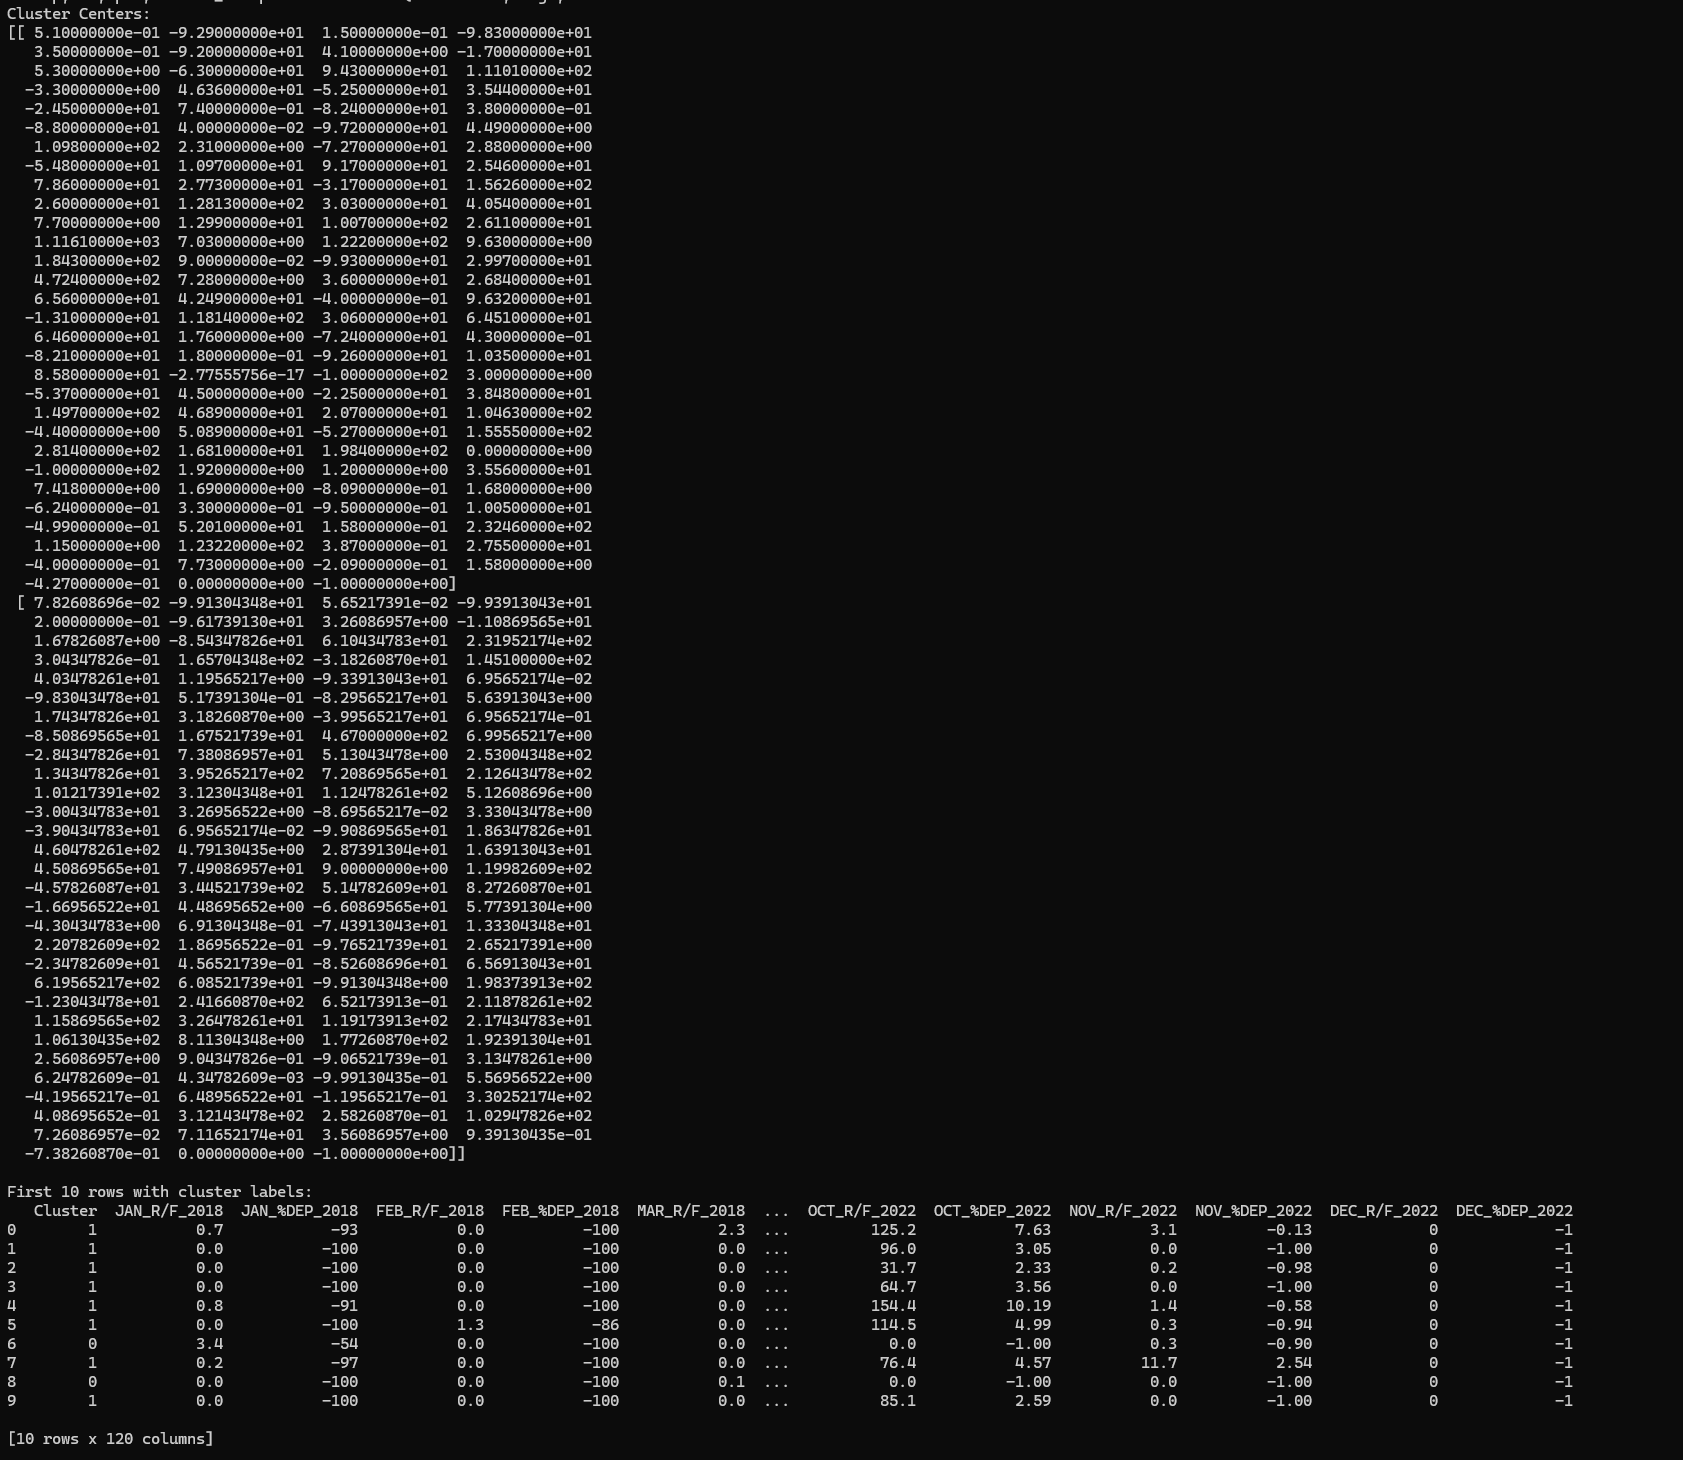 Cluster Centers:
[[ 5.10000000e-01 -9.29000000e+01  1.50000000e-01 -9.83000000e+01
   3.50000000e-01 -9.20000000e+01  4.10000000e+00 -1.70000000e+01
   5.30000000e+00 -6.30000000e+01  9.43000000e+01  1.11010000e+02
  -3.30000000e+00  4.63600000e+01 -5.25000000e+01  3.54400000e+01
  -2.45000000e+01  7.40000000e-01 -8.24000000e+01  3.80000000e-01
  -8.80000000e+01  4.00000000e-02 -9.72000000e+01  4.49000000e+00
   1.09800000e+02  2.31000000e+00 -7.27000000e+01  2.88000000e+00
  -5.48000000e+01  1.09700000e+01  9.17000000e+01  2.54600000e+01
   7.86000000e+01  2.77300000e+01 -3.17000000e+01  1.56260000e+02
   2.60000000e+01  1.28130000e+02  3.03000000e+01  4.05400000e+01
   7.70000000e+00  1.29900000e+01  1.00700000e+02  2.61100000e+01
   1.11610000e+03  7.03000000e+00  1.22200000e+02  9.63000000e+00
   1.84300000e+02  9.00000000e-02 -9.93000000e+01  2.99700000e+01
   4.72400000e+02  7.28000000e+00  3.60000000e+01  2.68400000e+01
   6.56000000e+01  4.24900000e+01 -4.00000000e-01  9.63200000e+01
  -1.31000000e+01  1.18140000e+02  3.06000000e+01  6.45100000e+01
   6.46000000e+01  1.76000000e+00 -7.24000000e+01  4.30000000e-01
  -8.21000000e+01  1.80000000e-01 -9.26000000e+01  1.03500000e+01
   8.58000000e+01 -2.77555756e-17 -1.00000000e+02  3.00000000e+00
  -5.37000000e+01  4.50000000e+00 -2.25000000e+01  3.84800000e+01
   1.49700000e+02  4.68900000e+01  2.07000000e+01  1.04630000e+02
  -4.40000000e+00  5.08900000e+01 -5.27000000e+01  1.55550000e+02
   2.81400000e+02  1.68100000e+01  1.98400000e+02  0.00000000e+00
  -1.00000000e+02  1.92000000e+00  1.20000000e+00  3.55600000e+01
   7.41800000e+00  1.69000000e+00 -8.09000000e-01  1.68000000e+00
  -6.24000000e-01  3.30000000e-01 -9.50000000e-01  1.00500000e+01
  -4.99000000e-01  5.20100000e+01  1.58000000e-01  2.32460000e+02
   1.15000000e+00  1.23220000e+02  3.87000000e-01  2.75500000e+01
  -4.00000000e-01  7.73000000e+00 -2.09000000e-01  1.58000000e+00
  -4.27000000e-01  0.00000000e+00 -1.00000000e+00]
 [ 7.82608696e-02 -9.91304348e+01  5.65217391e-02 -9.93913043e+01
   2.00000000e-01 -9.61739130e+01  3.26086957e+00 -1.10869565e+01
   1.67826087e+00 -8.54347826e+01  6.10434783e+01  2.31952174e+02
   3.04347826e-01  1.65704348e+02 -3.18260870e+01  1.45100000e+02
   4.03478261e+01  1.19565217e+00 -9.33913043e+01  6.95652174e-02
  -9.83043478e+01  5.17391304e-01 -8.29565217e+01  5.63913043e+00
   1.74347826e+01  3.18260870e+00 -3.99565217e+01  6.95652174e-01
  -8.50869565e+01  1.67521739e+01  4.67000000e+02  6.99565217e+00
  -2.84347826e+01  7.38086957e+01  5.13043478e+00  2.53004348e+02
   1.34347826e+01  3.95265217e+02  7.20869565e+01  2.12643478e+02
   1.01217391e+02  3.12304348e+01  1.12478261e+02  5.12608696e+00
  -3.00434783e+01  3.26956522e+00 -8.69565217e-02  3.33043478e+00
  -3.90434783e+01  6.95652174e-02 -9.90869565e+01  1.86347826e+01
   4.60478261e+02  4.79130435e+00  2.87391304e+01  1.63913043e+01
   4.50869565e+01  7.49086957e+01  9.00000000e+00  1.19982609e+02
  -4.57826087e+01  3.44521739e+02  5.14782609e+01  8.27260870e+01
  -1.66956522e+01  4.48695652e+00 -6.60869565e+01  5.77391304e+00
  -4.30434783e+00  6.91304348e-01 -7.43913043e+01  1.33304348e+01
   2.20782609e+02  1.86956522e-01 -9.76521739e+01  2.65217391e+00
  -2.34782609e+01  4.56521739e-01 -8.52608696e+01  6.56913043e+01
   6.19565217e+02  6.08521739e+01 -9.91304348e+00  1.98373913e+02
  -1.23043478e+01  2.41660870e+02  6.52173913e-01  2.11878261e+02
   1.15869565e+02  3.26478261e+01  1.19173913e+02  2.17434783e+01
   1.06130435e+02  8.11304348e+00  1.77260870e+02  1.92391304e+01
   2.56086957e+00  9.04347826e-01 -9.06521739e-01  3.13478261e+00
   6.24782609e-01  4.34782609e-03 -9.99130435e-01  5.56956522e+00
  -4.19565217e-01  6.48956522e+01 -1.19565217e-01  3.30252174e+02
   4.08695652e-01  3.12143478e+02  2.58260870e-01  1.02947826e+02
   7.26086957e-02  7.11652174e+01  3.56086957e+00  9.39130435e-01
  -7.38260870e-01  0.00000000e+00 -1.00000000e+00]]
First 10 rows with cluster labels:
   Cluster  JAN_R/F_2018  JAN_%DEP_2018  FEB_R/F_2018  FEB_%DEP_2018  MAR_R/F_2018  ...  OCT_R/F_2022  OCT_%DEP_2022  NOV_R/F_2022  NOV_%DEP_2022  DEC_R/F_2022  DEC_%DEP_2022
0        1           0.7            -93           0.0           -100           2.3  ...         125.2           7.63           3.1          -0.13             0             -1
1        1           0.0           -100           0.0           -100           0.0  ...          96.0           3.05           0.0          -1.00             0             -1
2        1           0.0           -100           0.0           -100           0.0  ...          31.7           2.33           0.2          -0.98             0             -1
3        1           0.0           -100           0.0           -100           0.0  ...          64.7           3.56           0.0          -1.00             0             -1
4        1           0.8            -91           0.0           -100           0.0  ...         154.4          10.19           1.4          -0.58             0             -1
5        1           0.0           -100           1.3            -86           0.0  ...         114.5           4.99           0.3          -0.94             0             -1
6        0           3.4            -54           0.0           -100           0.0  ...           0.0          -1.00           0.3          -0.90             0             -1
7        1           0.2            -97           0.0           -100           0.0  ...          76.4           4.57          11.7           2.54             0             -1
8        0           0.0           -100           0.0           -100           0.1  ...           0.0          -1.00           0.0          -1.00             0             -1
9        1           0.0           -100           0.0           -100           0.0  ...          85.1           2.59           0.0          -1.00             0             -1
[10 rows x 120 columns]